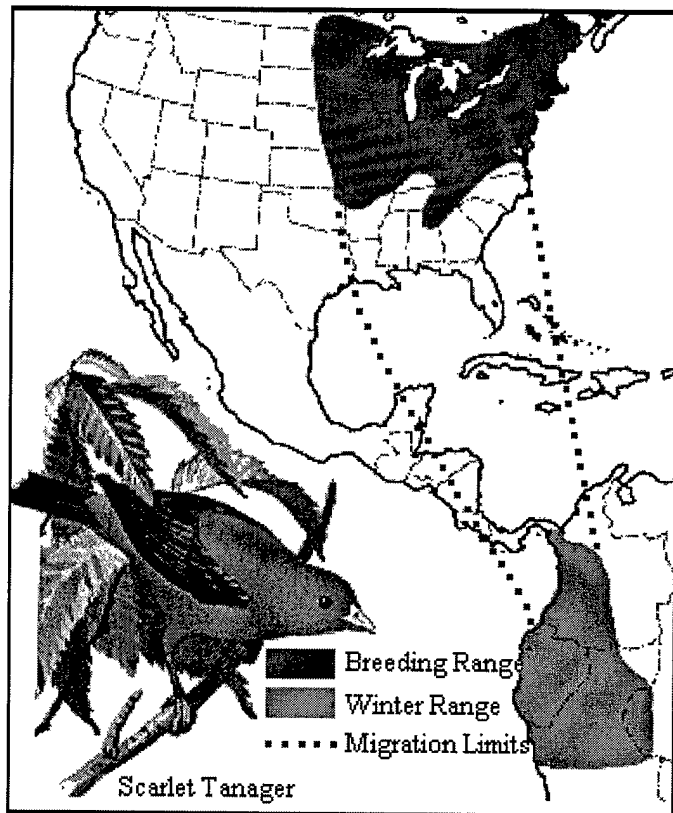 Breeding Range
Winter Range
Migration Limits
Scarlet Tanager